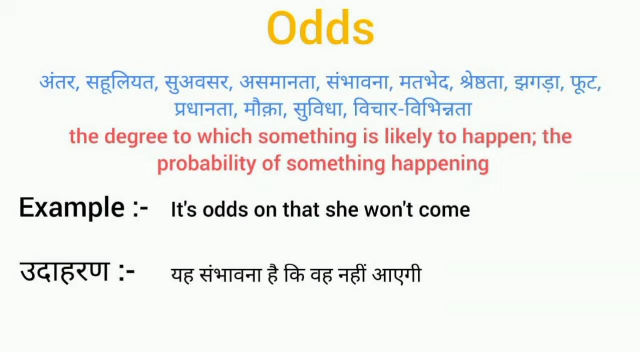 Odds
अंतर, सहूलियत, सुअवसर, असमानता, संभावना, मतभेद, श्रेष्ठता, झगड़ा, फूट,
प्रधानता, मौक़ा, सुविधा, विचार-विभिन्नता
the degree to which something is likely to happen; the
probability of something happening
Example :- It's odds on that she won't come
उदाहरण :- यह संभावना है कि वह नहीं आएगी